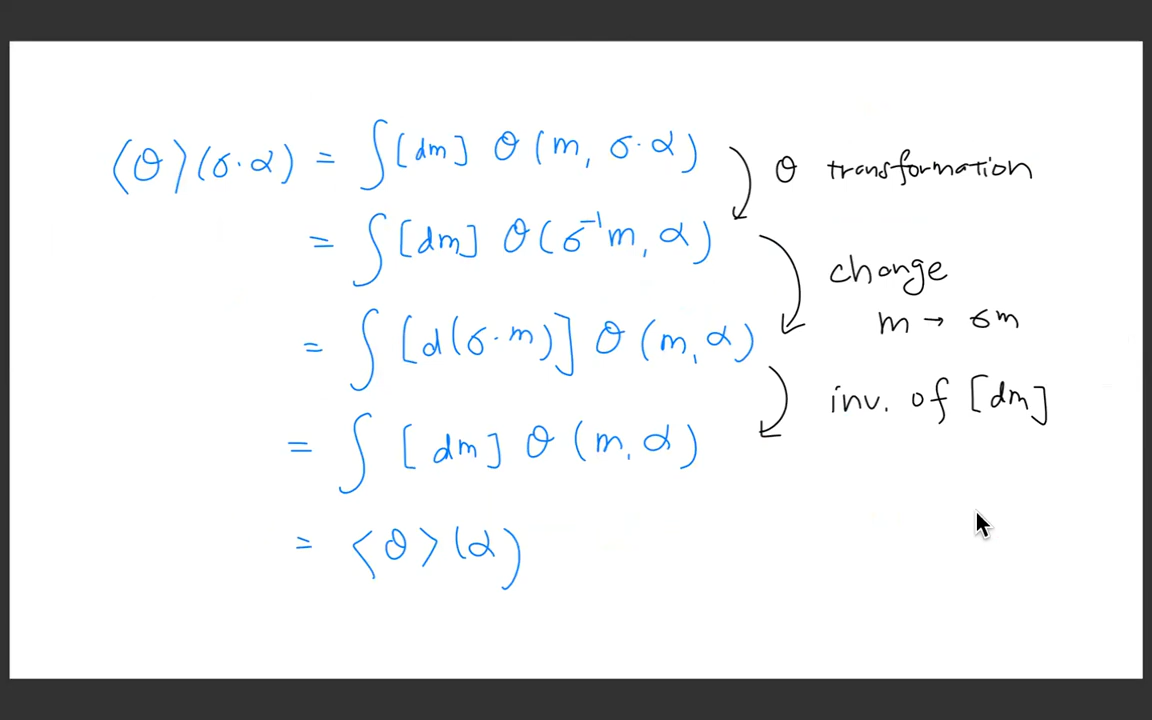 ⟨θ⟩(σ·α) = ∫[dm] θ(m, σ·α)
θ transformation
= ∫[dm] θ(σ⁻¹m, α)
change
m → σm
= ∫[d(σ·m)] θ(m, α)
inv. of [dm]
= ∫[dm] θ(m, α)
= ⟨θ⟩(α)